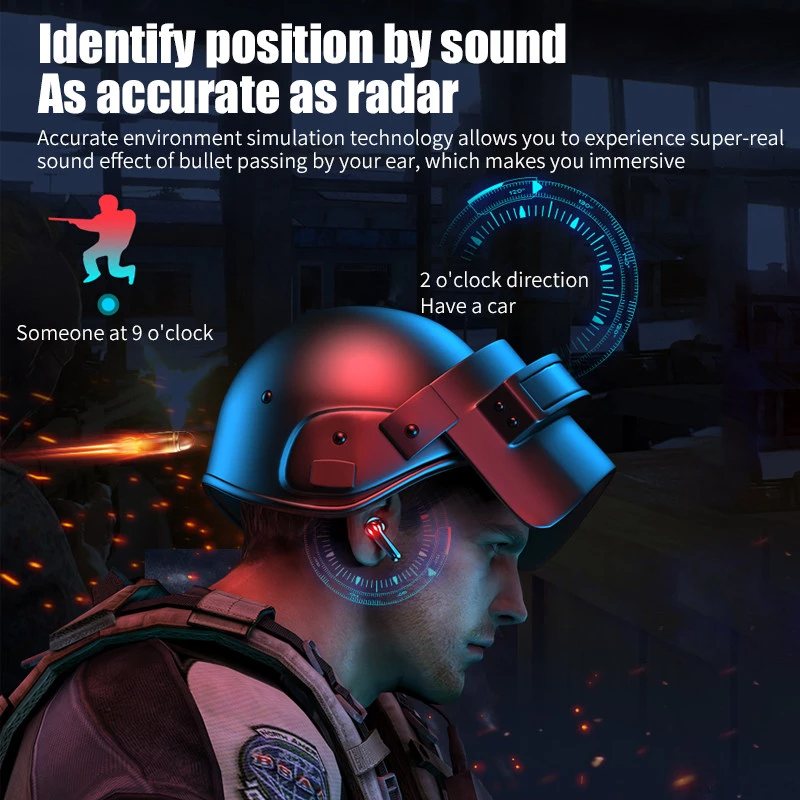 Identify position by sound
As accurate as radar
Accurate environment simulation technology allows you to experience super-real
sound effect of bullet passing by your ear, which makes you immersive
120°
2 o'clock direction
Have a car
Someone at 9 o'clock